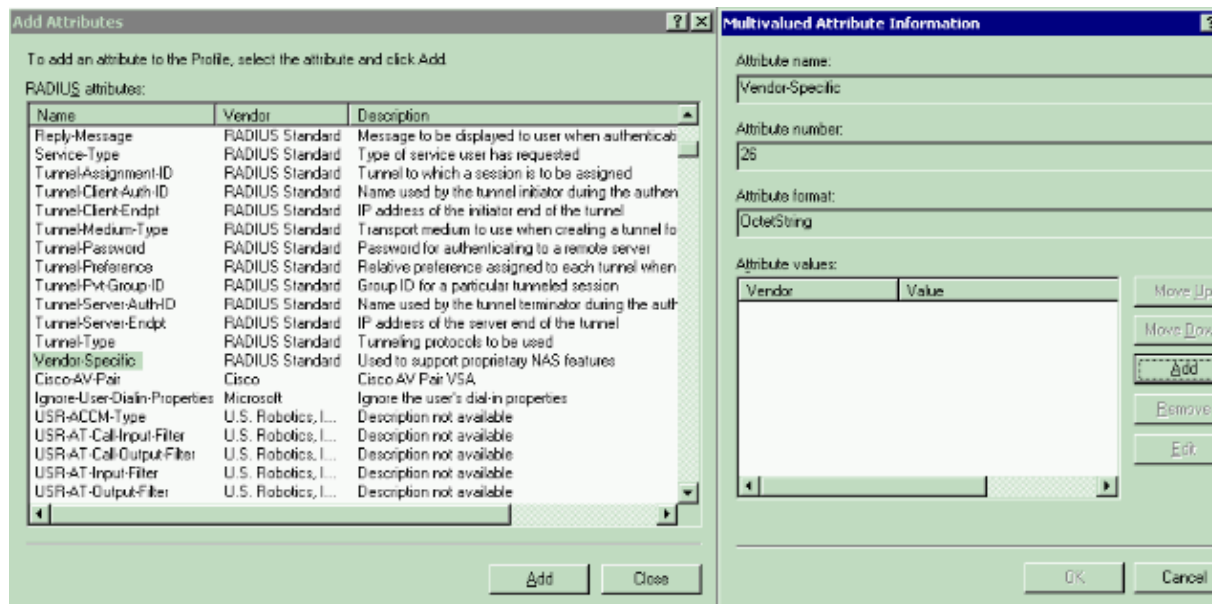 Add Attributes
To add an attribute to the Profile, select the attribute and click Add.
RADIUS attributes:
Name Vendor Description
Reply-Message RADIUS Standard Message to be displayed to user when authenticati
Service-Type RADIUS Standard Type of service user has requested
Tunnel-Assignment-ID RADIUS Standard Tunnel to which a session is to be assigned
Tunnel-Client-Auth-ID RADIUS Standard Name used by the tunnel initiator during the authen
Tunnel-Client-Endpt RADIUS Standard IP address of the initiator end of the tunnel
Tunnel-Medium-Type RADIUS Standard Transport medium to use when creating a tunnel fo
Tunnel-Password RADIUS Standard Password for authenticating to a remote server
Tunnel-Preference RADIUS Standard Relative preference assigned to each tunnel when
Tunnel-Pvt-Group-ID RADIUS Standard Group ID for a particular tunneled session
Tunnel-Server-Auth-ID RADIUS Standard Name used by the tunnel terminator during the auth
Tunnel-Server-Endpt RADIUS Standard IP address of the server end of the tunnel
Tunnel-Type RADIUS Standard Tunneling protocols to be used
Vendor-Specific RADIUS Standard Used to support proprietary NAS features
Cisco-AV-Pair Cisco Cisco AV Pair VSA
Ignore-User-Dialin-Properties Microsoft Ignore the user's dial-in properties
USR-ACCM-Type U.S. Robotics, I... Description not available
USR-AT-Call-Input-Filter U.S. Robotics, I... Description not available
USR-AT-Call-Output-Filter U.S. Robotics, I... Description not available
USR-AT-Input-Filter U.S. Robotics, I... Description not available
USR-AT-Output-Filter U.S. Robotics, I... Description not available
Add Close
Multivalued Attribute Information
Attribute name:
Vendor-Specific
Attribute number:
26
Attribute format:
OctetString
Attribute values:
Vendor Value
Move Up
Move Dow
Add
Remove
Edit
OK Cancel